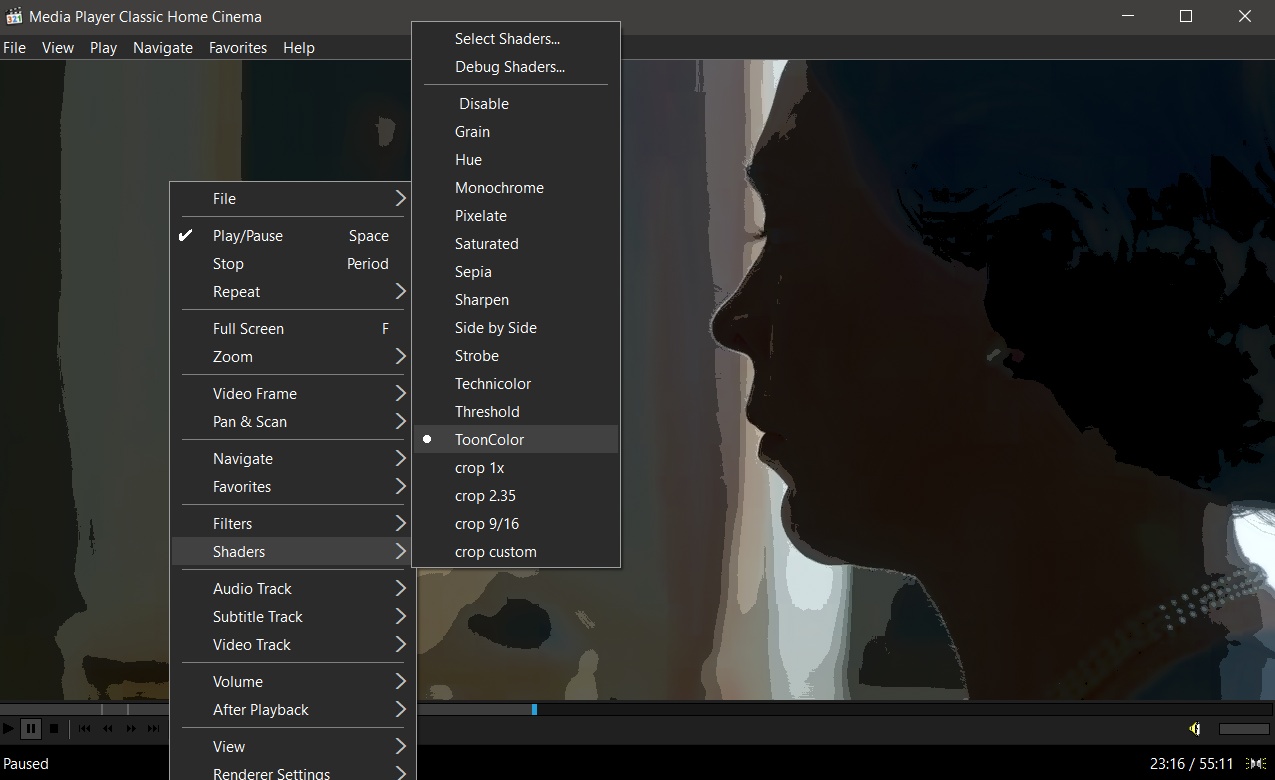 Media Player Classic Home Cinema
File View Play Navigate Favorites Help
Select Shaders...
Debug Shaders...
Disable
Grain
Hue
Monochrome
Pixelate
Saturated
Sepia
Sharpen
Side by Side
Strobe
Technicolor
Threshold
ToonColor
crop 1x
crop 2.35
crop 9/16
crop custom
File
Play/Pause Space
Stop Period
Repeat
Full Screen F
Zoom
Video Frame
Pan & Scan
Navigate
Favorites
Filters
Shaders
Audio Track
Subtitle Track
Video Track
Volume
After Playback
View
Renderer Settings
Paused
23:16 / 55:11